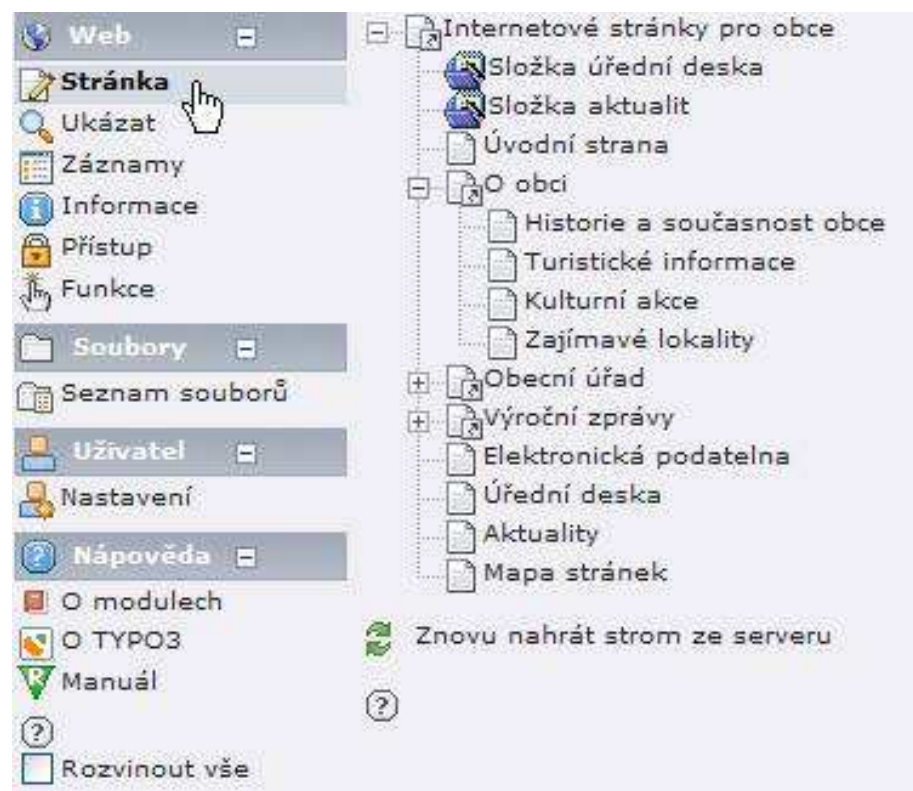 Web
Stránka
Ukázat
Záznamy
Informace
Přístup
Funkce
Soubory
Seznam souborů
Uživatel
Nastavení
Nápověda
O modulech
O TYPO3
Manuál
Rozvinout vše
Internetové stránky pro obce
Složka úřední deska
Složka aktualit
Úvodní strana
O obci
Historie a současnost obce
Turistické informace
Kulturní akce
Zajímavé lokality
Obecní úřad
Výroční zprávy
Elektronická podatelna
Úřední deska
Aktuality
Mapa stránek
Znovu nahrát strom ze serveru